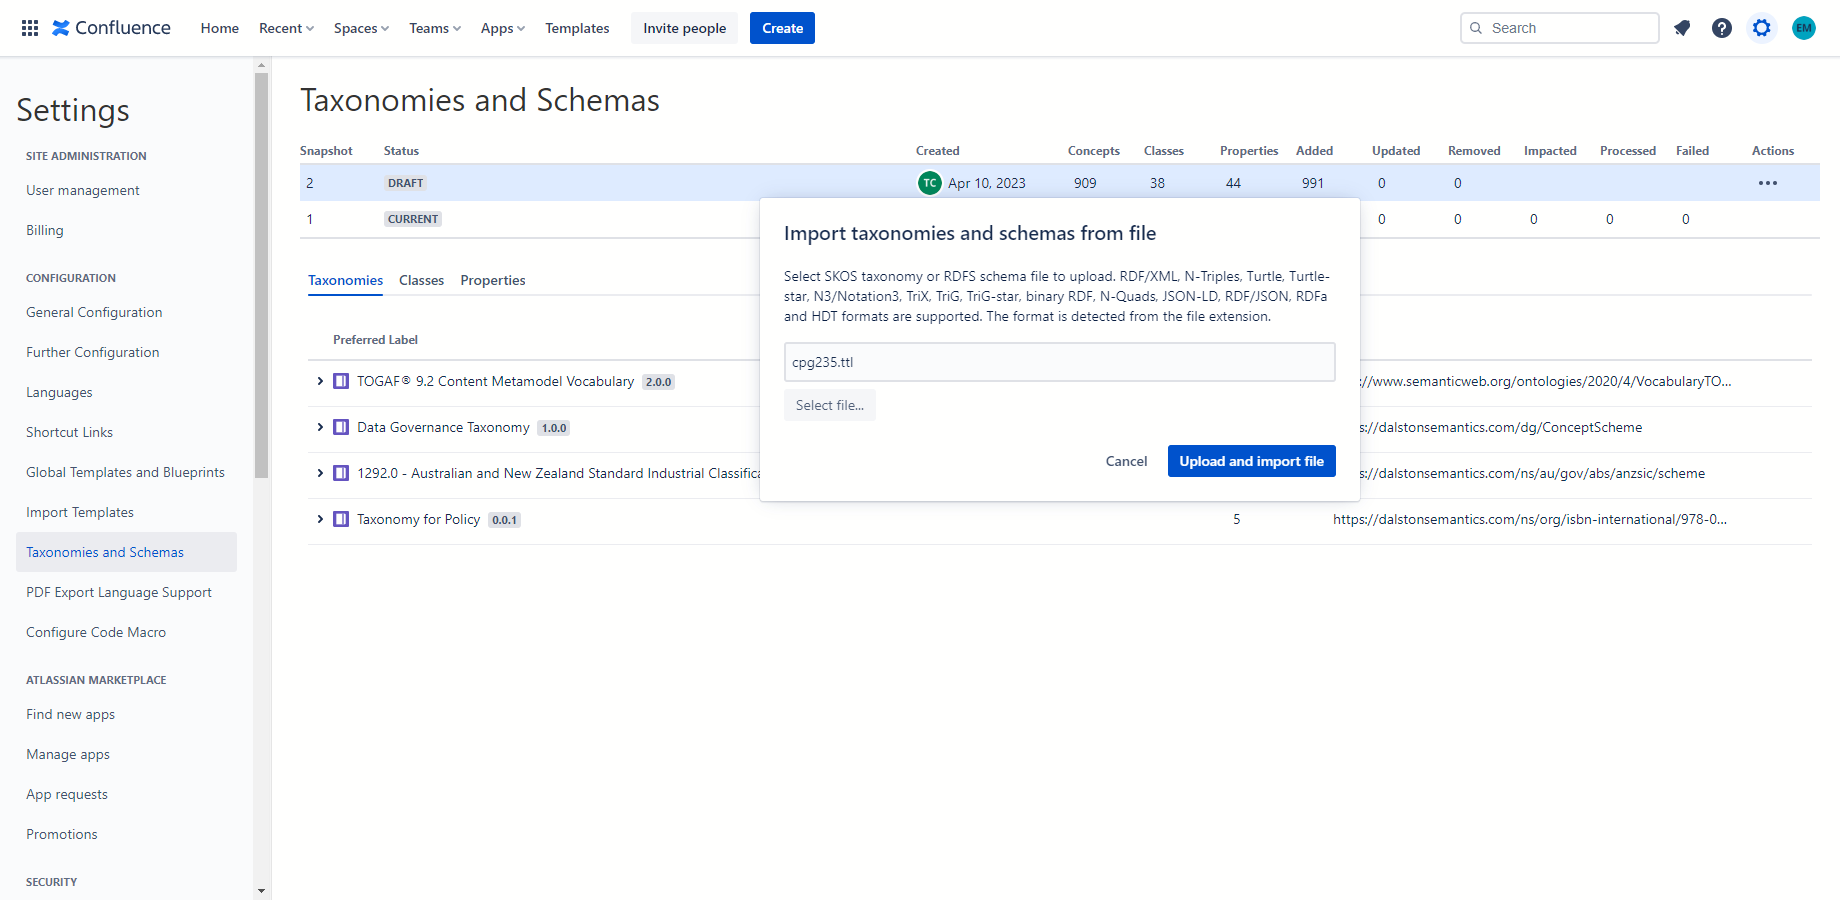 Confluence
Home
Recent
Spaces
Teams
Apps
Templates
Invite people
Create
Search
EM
Settings
SITE ADMINISTRATION
User management
Billing
CONFIGURATION
General Configuration
Further Configuration
Languages
Shortcut Links
Global Templates and Blueprints
Import Templates
Taxonomies and Schemas
PDF Export Language Support
Configure Code Macro
ATLASSIAN MARKETPLACE
Find new apps
Manage apps
App requests
Promotions
SECURITY
Taxonomies and Schemas
Snapshot Status Created Concepts Classes Properties Added Updated Removed Impacted Processed Failed Actions
2 DRAFT TC Apr 10, 2023 909 38 44 991 0 0
1 CURRENT 0 0 0 0 0
Taxonomies Classes Properties
Preferred Label
TOGAF® 9.2 Content Metamodel Vocabulary 2.0.0 ://www.semanticweb.org/ontologies/2020/4/VocabularyTO...
Data Governance Taxonomy 1.0.0 s://dalstonsemantics.com/dg/ConceptScheme
1292.0 - Australian and New Zealand Standard Industrial Classifica s://dalstonsemantics.com/ns/au/gov/abs/anzsic/scheme
Taxonomy for Policy 0.0.1 5 https://dalstonsemantics.com/ns/org/isbn-international/978-0...
Import taxonomies and schemas from file
Select SKOS taxonomy or RDFS schema file to upload. RDF/XML, N-Triples, Turtle, Turtle-
star, N3/Notation3, TriX, TriG, TriG-star, binary RDF, N-Quads, JSON-LD, RDF/JSON, RDFa
and HDT formats are supported. The format is detected from the file extension.
cpg235.ttl
Select file...
Cancel
Upload and import file